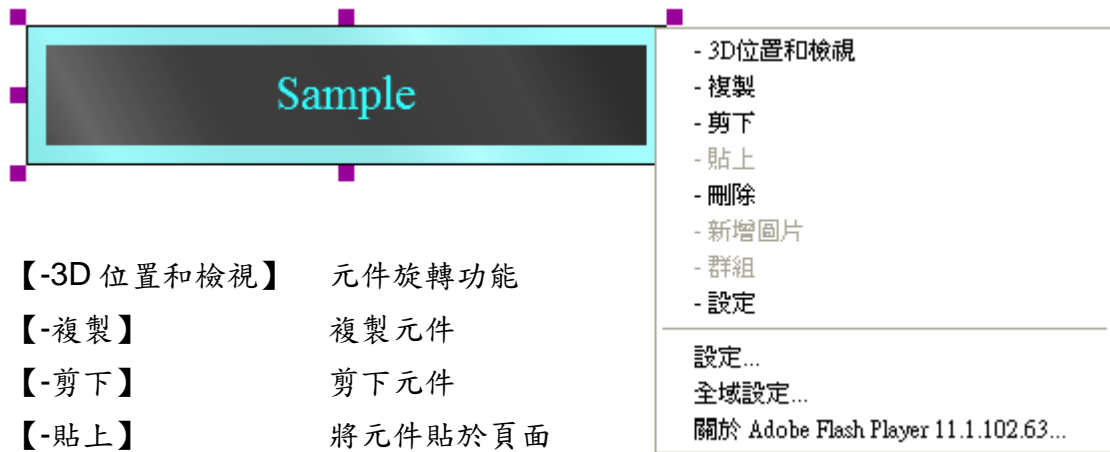 Sample
- 3D位置和檢視
- 複製
- 剪下
- 貼上
- 刪除
- 新增圖片
- 群組
- 設定
設定...
全域設定...
關於 Adobe Flash Player 11.1.102.63...
【-3D 位置和檢視】 元件旋轉功能
【-複製】 複製元件
【-剪下】 剪下元件
【-貼上】 將元件貼於頁面